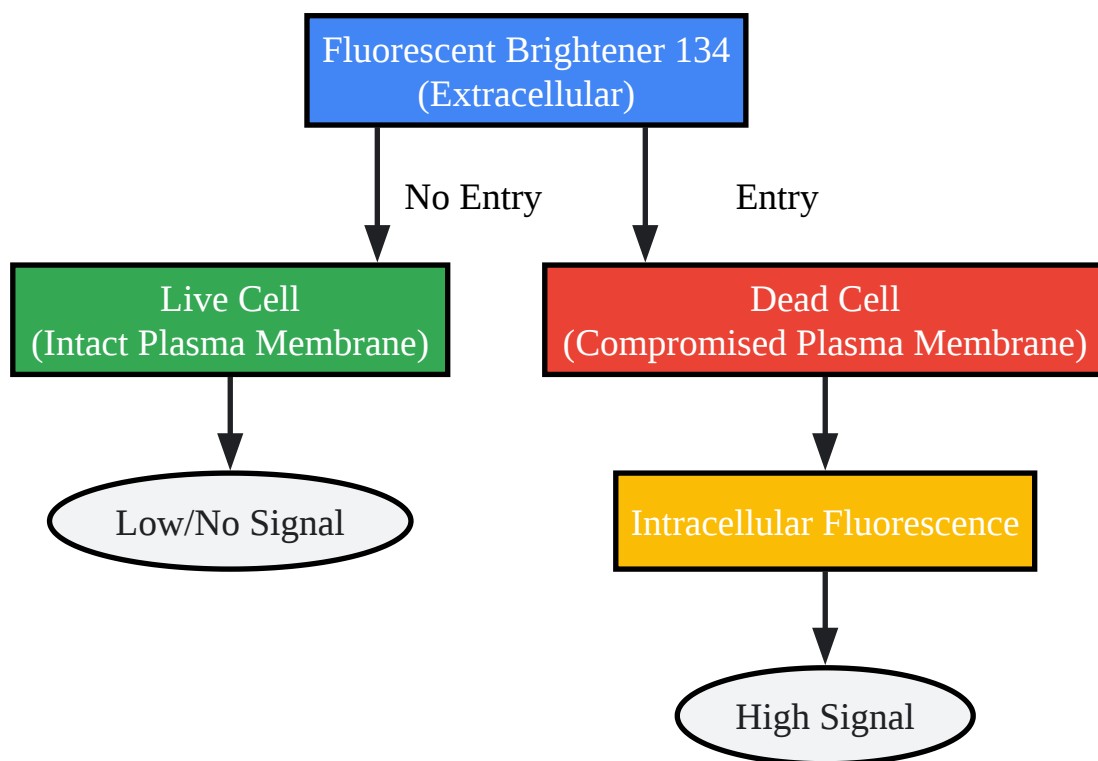 Fluorescent Brightener 134
(Extracellular)
No Entry
Entry
Live Cell
(Intact Plasma Membrane)
Dead Cell
(Compromised Plasma Membrane)
Low/No Signal
Intracellular Fluorescence
High Signal